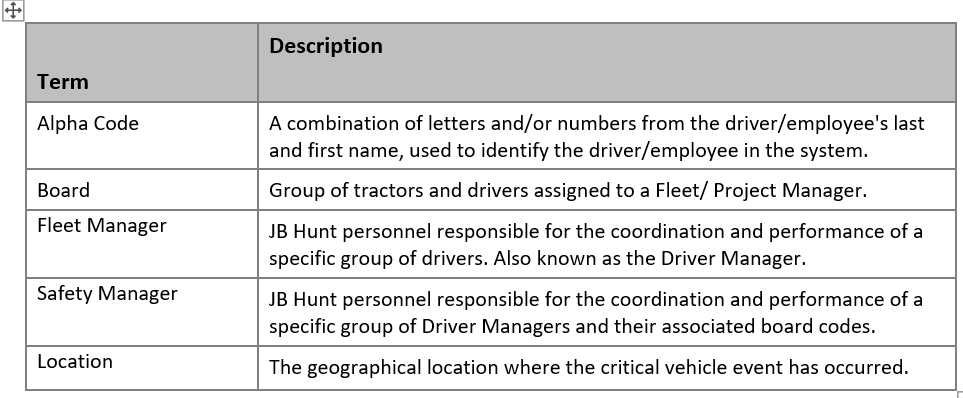 Term
Description
Alpha Code
A combination of letters and/or numbers from the driver/employee's last
and first name, used to identify the driver/employee in the system.
Board
Group of tractors and drivers assigned to a Fleet/ Project Manager.
Fleet Manager
JB Hunt personnel responsible for the coordination and performance of a
specific group of drivers. Also known as the Driver Manager.
Safety Manager
JB Hunt personnel responsible for the coordination and performance of a
specific group of Driver Managers and their associated board codes.
Location
The geographical location where the critical vehicle event has occurred.